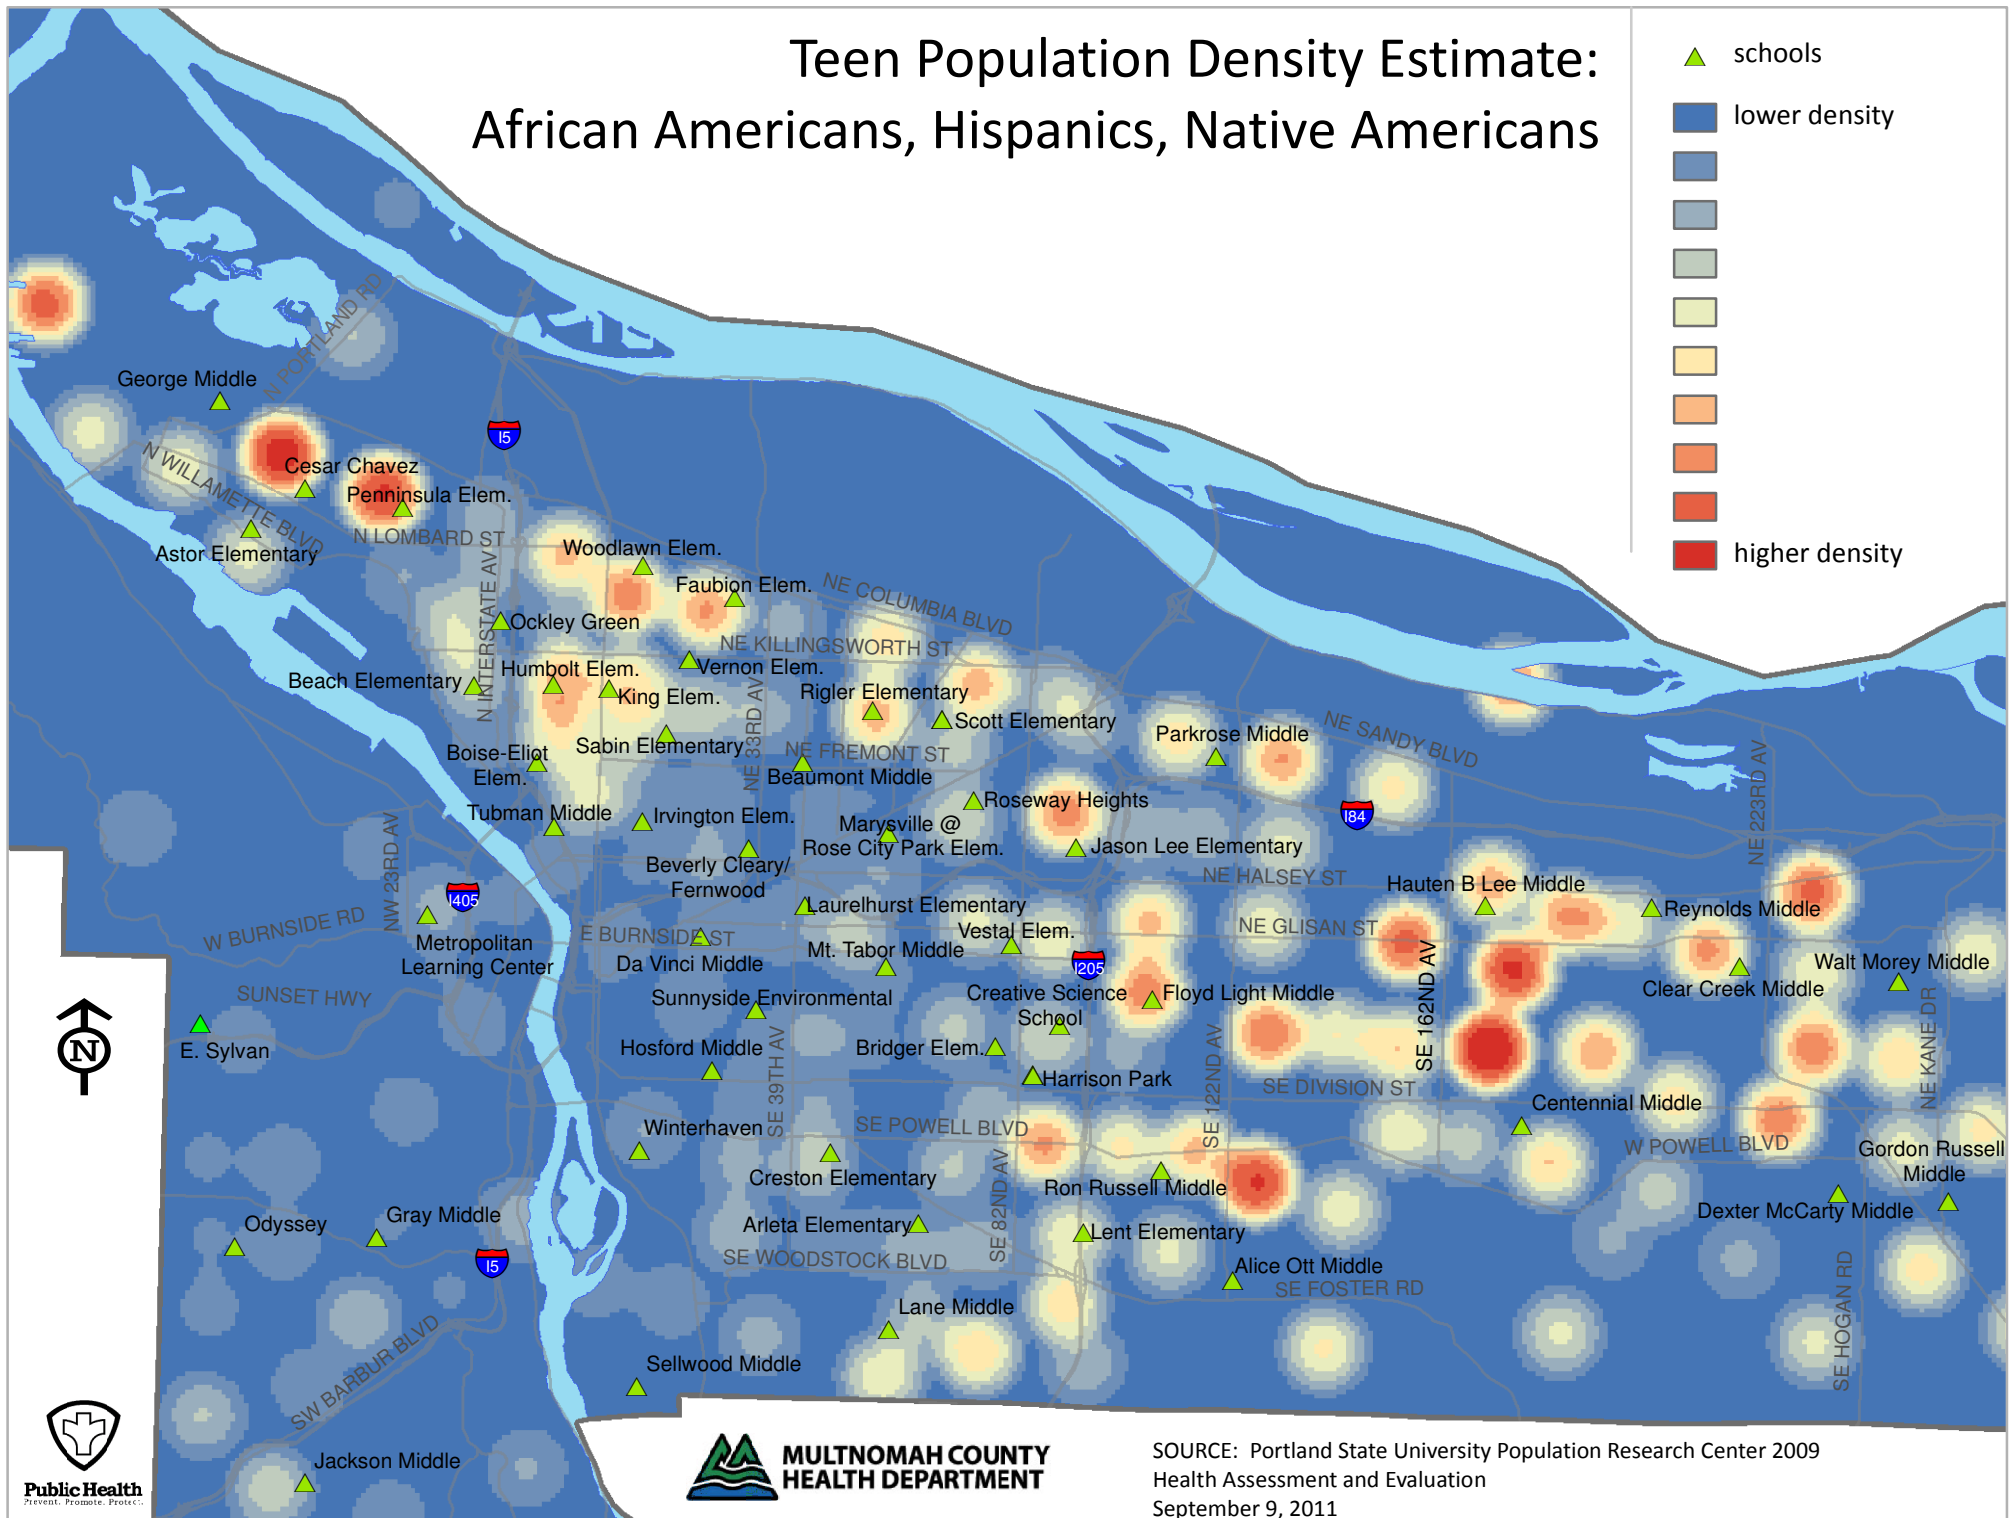 Teen Population Density Estimate:
African Americans, Hispanics, Native Americans
schools
lower density
higher density
N PORTLAND RD
George Middle
I5
N WILLAMETTE BLVD
Cesar Chavez
Penninsula Elem.
N LOMBARD ST
Astor Elementary
Woodlawn Elem.
Faubion Elem.
NE COLUMBIA BLVD
N INTERSTATE AV
Ockley Green
NE KILLINGSWORTH ST
Humbolt Elem.
Vernon Elem.
Beach Elementary
King Elem.
NE 33RD AV
Rigler Elementary
Scott Elementary
Parkrose Middle
NE SANDY BLVD
Boise-Eliot
Elem.
Sabin Elementary
NE FREMONT ST
Beaumont Middle
NE 223RD AV
Tubman Middle
Irvington Elem.
Roseway Heights
Marysville @
Rose City Park Elem.
Jason Lee Elementary
I84
NW 23RD AV
Beverly Cleary/
Fernwood
NE HALSEY ST
Hauten B Lee Middle
I405
Laurelhurst Elementary
Reynolds Middle
W BURNSIDE RD
Metropolitan
Learning Center
E BURNSIDE ST
Da Vinci Middle
Mt. Tabor Middle
Vestal Elem.
NE GLISAN ST
I205
SE 162ND AV
Clear Creek Middle
Walt Morey Middle
SUNSET HWY
Sunnyside Environmental
Creative Science
School
Floyd Light Middle
E. Sylvan
Hosford Middle
SE 39TH AV
Bridger Elem.
Harrison Park
SE 122ND AV
SE DIVISION ST
NE KANE DR
N
Centennial Middle
Winterhaven
SE POWELL BLVD
W POWELL BLVD
Gordon Russell
Middle
Creston Elementary
SE 82ND AV
Ron Russell Middle
Dexter McCarty Middle
Odyssey
Gray Middle
Arleta Elementary
Lent Elementary
I5
SE WOODSTOCK BLVD
Alice Ott Middle
SE FOSTER RD
SE HOGAN RD
Lane Middle
SW BARBUR BLVD
Sellwood Middle
Jackson Middle
Public Health
Prevent. Promote. Protect.
MULTNOMAH COUNTY
HEALTH DEPARTMENT
SOURCE:  Portland State University Population Research Center 2009
Health Assessment and Evaluation
September 9, 2011